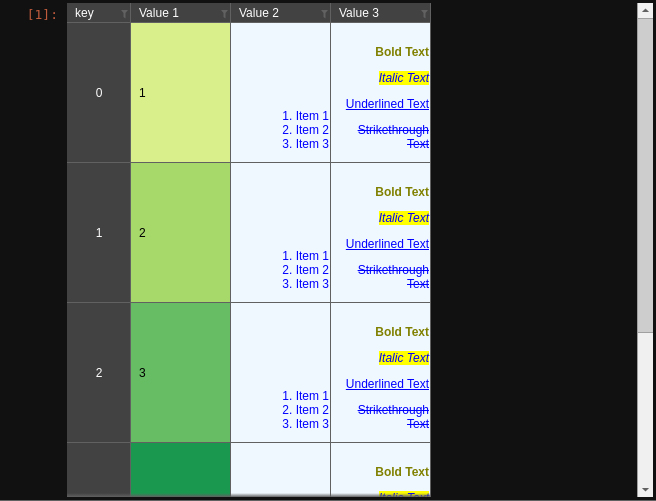 [1]:
key Value 1 Value 2 Value 3
Bold Text
Italic Text
0 1
Underlined Text
1. Item 1
2. Item 2 Strikethrough
3. Item 3 Text
Bold Text
Italic Text
1 2
Underlined Text
1. Item 1
2. Item 2 Strikethrough
3. Item 3 Text
Bold Text
Italic Text
2 3
Underlined Text
1. Item 1
2. Item 2 Strikethrough
3. Item 3 Text
Bold Text
Italic Text